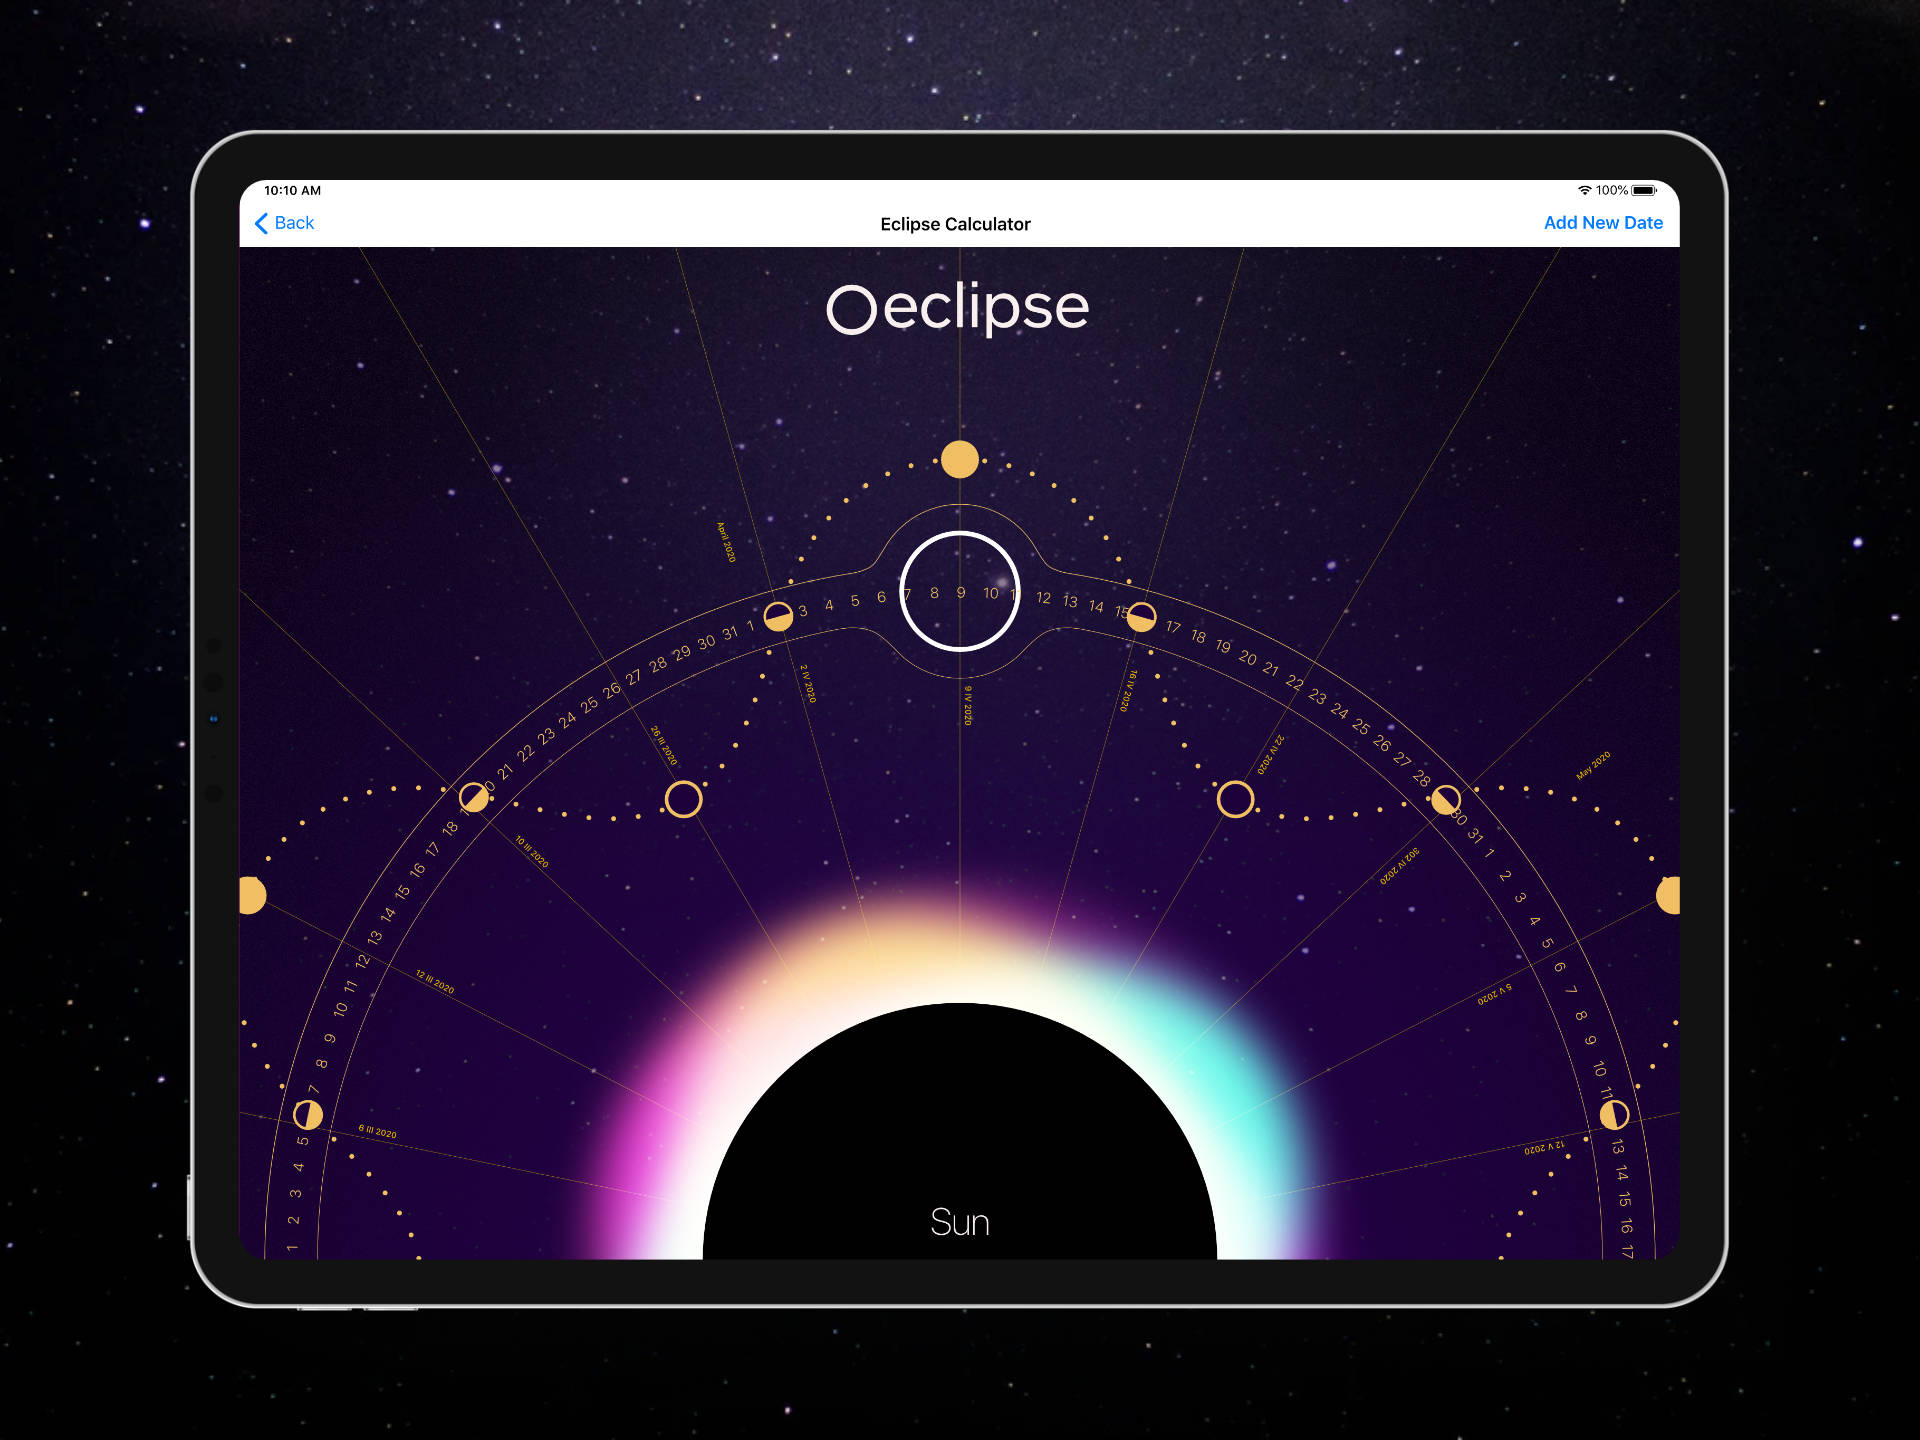 10:10 AM
100%
Back
Eclipse Calculator
Add New Date
eclipse
April 2020
May 2020
1 2 3 4 5 7 8 9 10 11 12 13 14 15 16 17 18 21 22 23 24 25 26 27 28 29 30 31 1 3 4 5 6 7 8 9 10 11 12 13 14 15 17 18 19 20 21 22 23 24 25 26 27 28 30 31 1 2 3 4 5 6 7 8 9 10 11 13 14 15 16 17
6 III 2020
12 III 2020
10 III 2020
26 III 2020
2 IV 2020
9 IV 2020
16 IV 2020
22 IV 2020
302 IV 2020
5 V 2020
12 V 2020
Sun